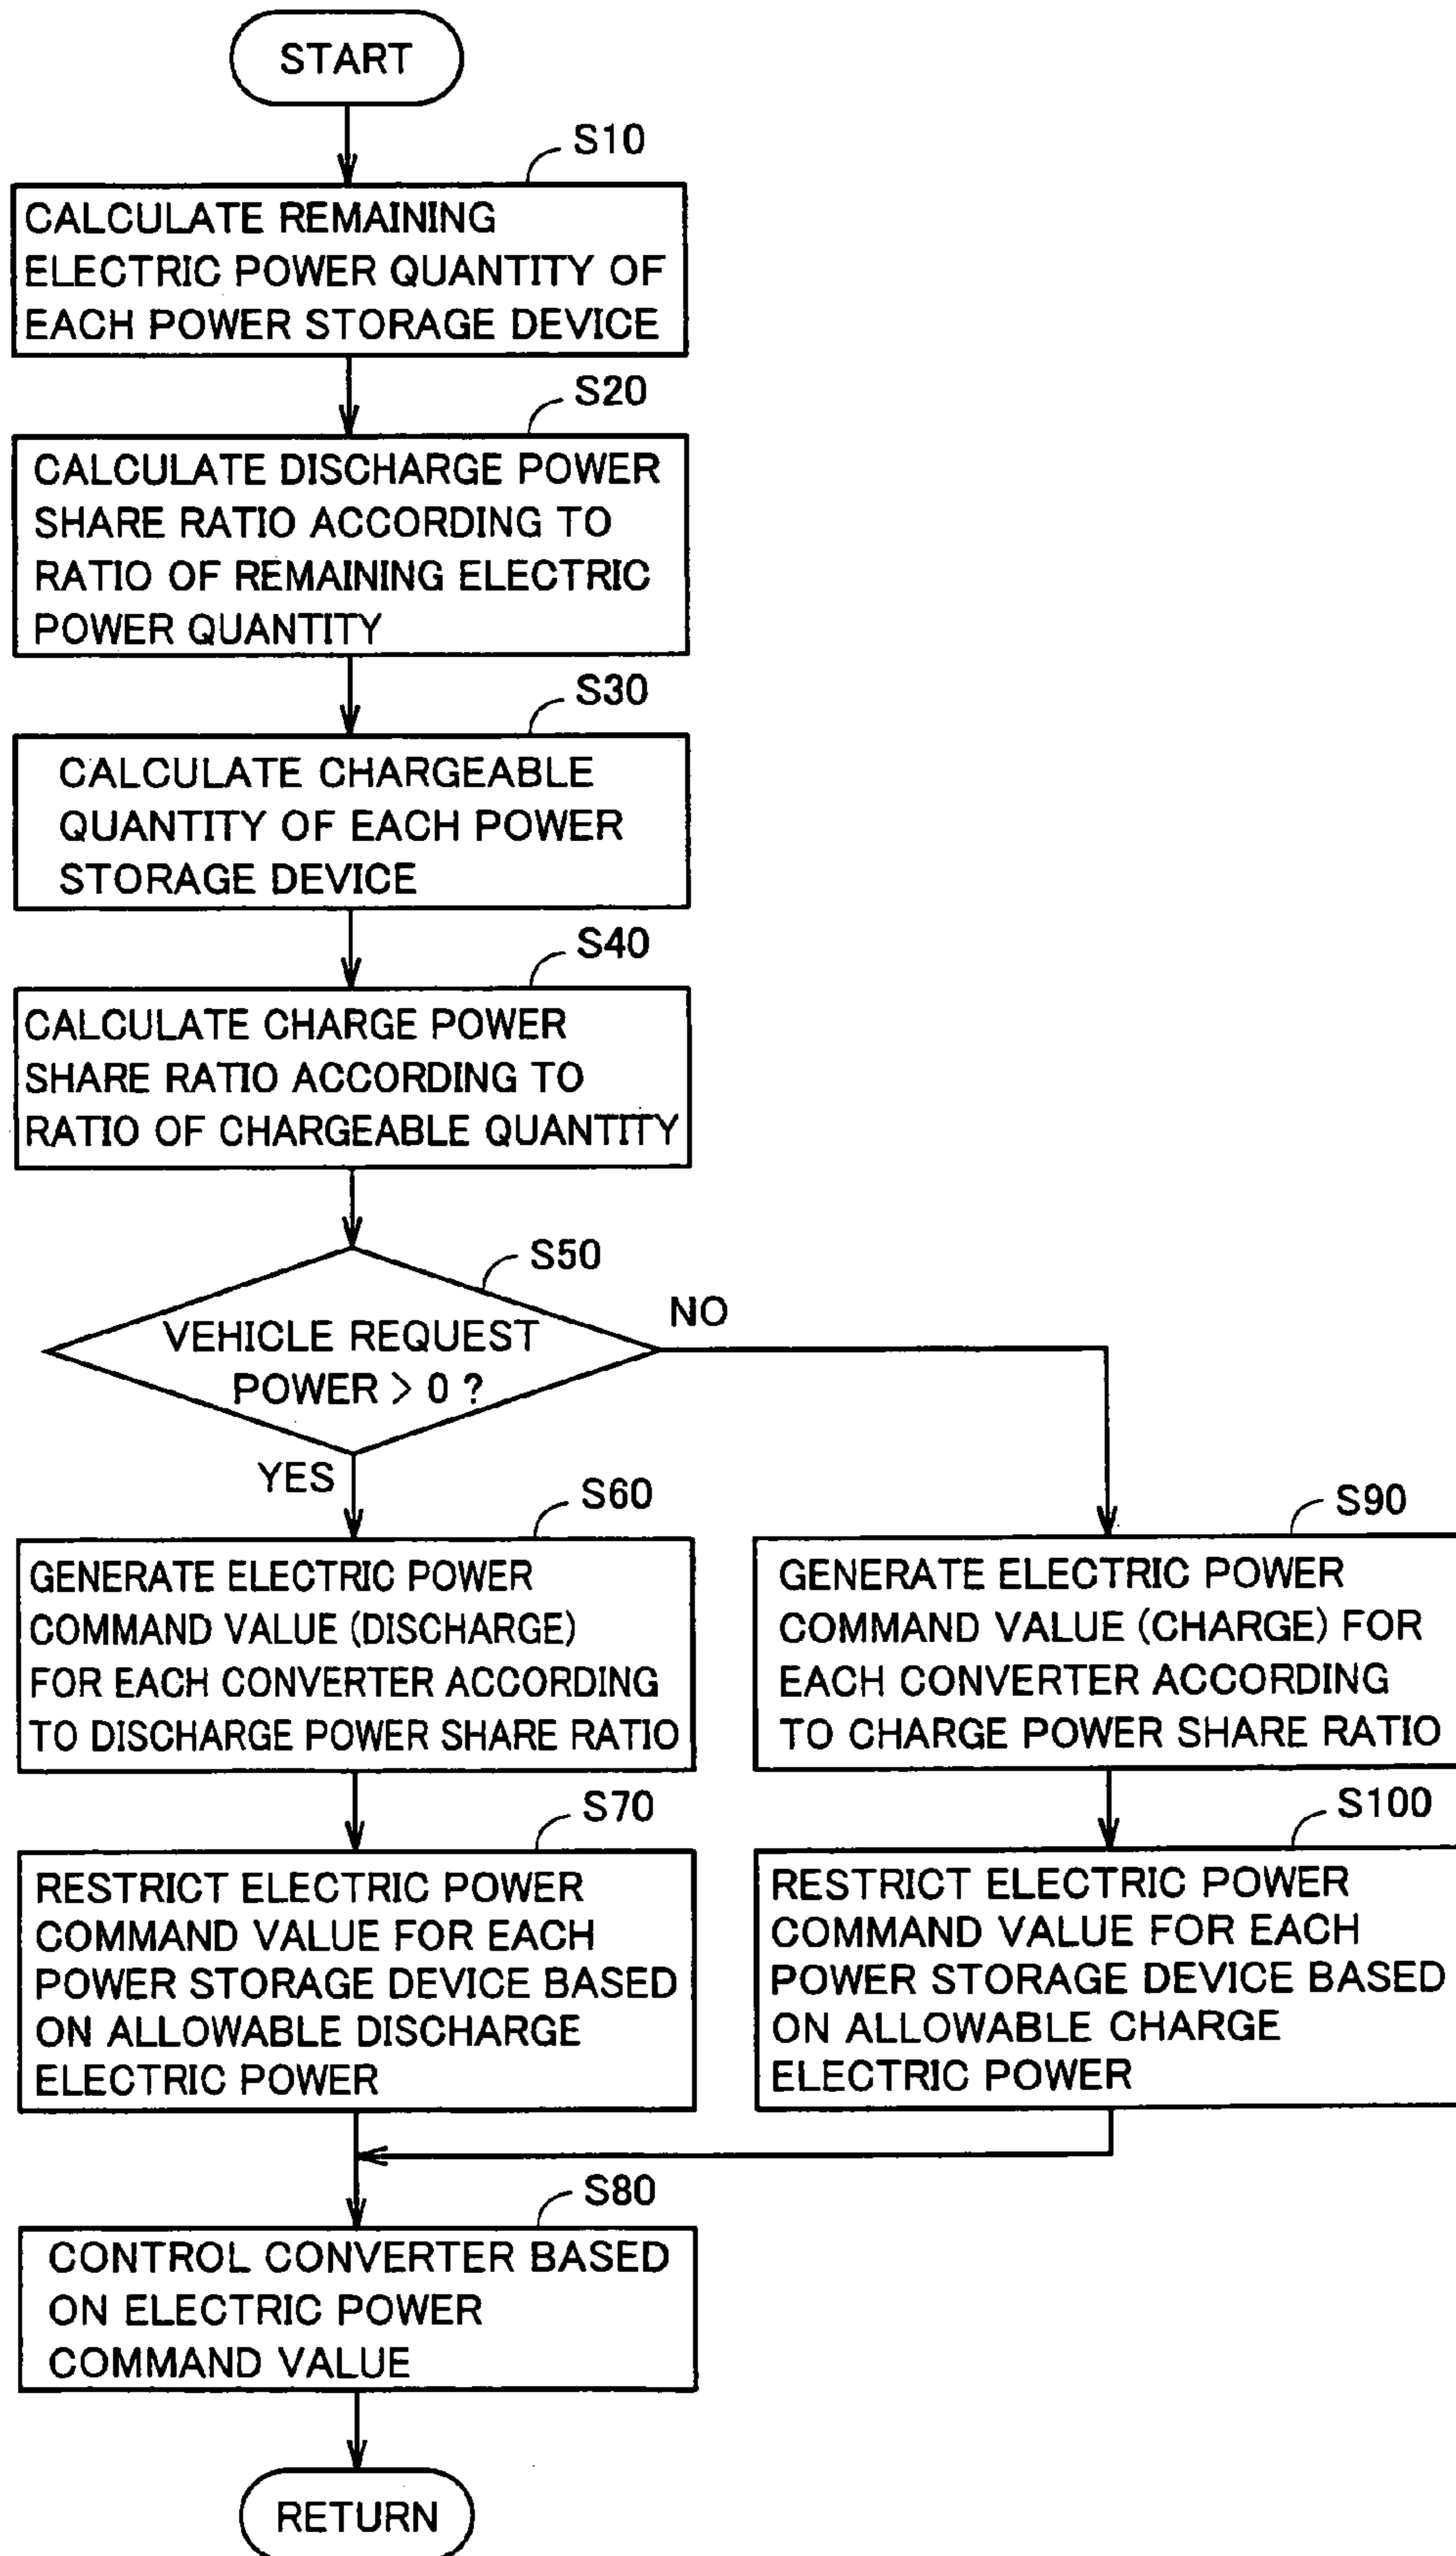 START
S10
CALCULATE REMAINING
ELECTRIC POWER QUANTITY OF
EACH POWER STORAGE DEVICE
S20
CALCULATE DISCHARGE POWER
SHARE RATIO ACCORDING TO
RATIO OF REMAINING ELECTRIC
POWER QUANTITY
S30
CALCULATE CHARGEABLE
QUANTITY OF EACH POWER
STORAGE DEVICE
S40
CALCULATE CHARGE POWER
SHARE RATIO ACCORDING TO
RATIO OF CHARGEABLE QUANTITY
S50
VEHICLE REQUEST
POWER > 0 ?
NO
YES
S60
GENERATE ELECTRIC POWER
COMMAND VALUE (DISCHARGE)
FOR EACH CONVERTER ACCORDING
TO DISCHARGE POWER SHARE RATIO
S90
GENERATE ELECTRIC POWER
COMMAND VALUE (CHARGE) FOR
EACH CONVERTER ACCORDING
TO CHARGE POWER SHARE RATIO
S70
RESTRICT ELECTRIC POWER
COMMAND VALUE FOR EACH
POWER STORAGE DEVICE BASED
ON ALLOWABLE DISCHARGE
ELECTRIC POWER
S100
RESTRICT ELECTRIC POWER
COMMAND VALUE FOR EACH
POWER STORAGE DEVICE BASED
ON ALLOWABLE CHARGE
ELECTRIC POWER
S80
CONTROL CONVERTER BASED
ON ELECTRIC POWER
COMMAND VALUE
RETURN